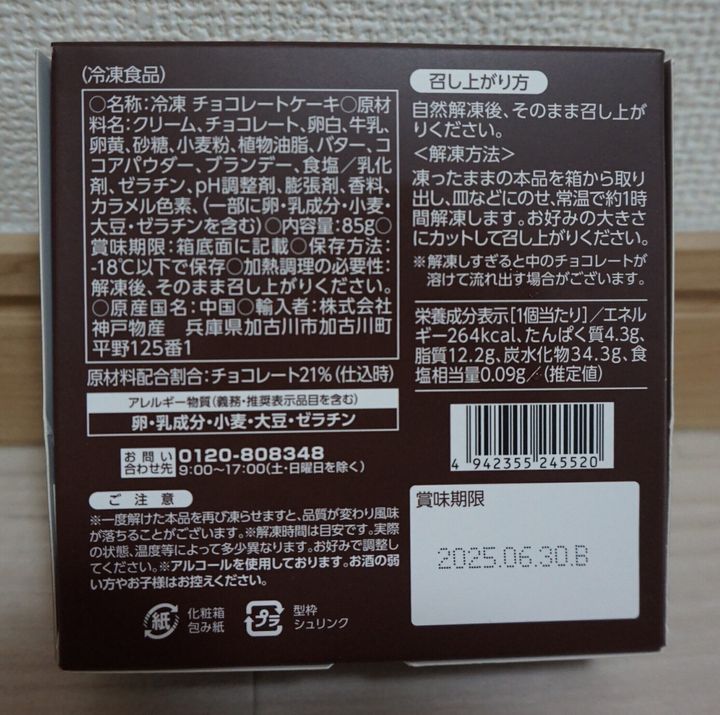 (冷凍食品)
○名称:冷凍 チョコレートケーキ○原材
料名:クリーム、チョコレート、卵白、牛乳、
卵黄、砂糖、小麦粉、植物油脂、バター、コ
コアパウダー、ブランデー、食塩／乳化
剤、ゼラチン、pH調整剤、膨張剤、香料、
カラメル色素、(一部に卵・乳成分・小麦・
大豆・ゼラチンを含む)○内容量:85g○
賞味期限:箱底面に記載○保存方法:
-18℃以下で保存○加熱調理の必要性:
解凍後、そのまま召し上がりください。
○原産国名:中国○輸入者:株式会社
神戸物産 兵庫県加古川市加古川町
平野125番1
原材料配合割合:チョコレート21%(仕込時)
アレルギー物質(義務・推奨表示品目を含む)
卵・乳成分・小麦・大豆・ゼラチン
お問い
合わせ先
0120-808348
9:00〜17:00(土・日曜日を除く)
ご注意
※一度解けた本品を再び凍らせますと、品質が変わり風味
が落ちることがございます。※解凍時間は目安です。実際
の状態、温度等によって多少異なります。お好みで調整し
てください。※アルコールを使用しております。お酒の弱
い方やお子様はお控えください。
紙
化粧箱
包み紙
プラ
型枠
シュリンク
召し上がり方
自然解凍後、そのまま召し上が
りください。
＜解凍方法＞
凍ったままの本品を箱から取り
出し、皿などにのせ、常温で約1時
間解凍します。お好みの大きさ
にカットして召し上がりください。
※解凍しすぎると中のチョコレートが
溶けて流れ出す場合がございます。
栄養成分表示[1個当たり]／エネル
ギー264kcal、たんぱく質4.3g、
脂質12.2g、炭水化物34.3g、食
塩相当量0.09g／(推定値)
4 942355 245520
賞味期限
2025.06.30.B